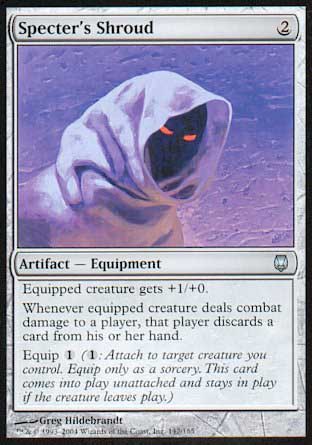 Specter's Shroud 2
Artifact — Equipment
Equipped creature gets +1/+0.
Whenever equipped creature deals combat
damage to a player, that player discards a
card from his or her hand.
Equip 1 (1: Attach to target creature you
control. Equip only as a sorcery. This card
comes into play unattached and stays in play
if the creature leaves play.)
Greg Hildebrandt
™ & © 1993–2004 Wizards of the Coast, Inc. 142/165